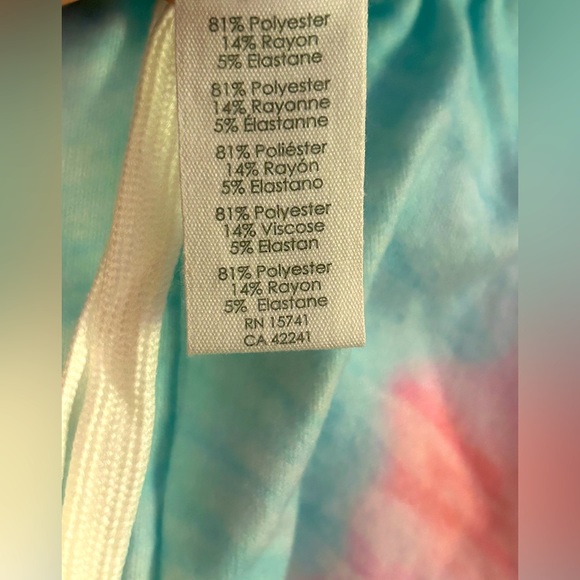 81% Polyester
14% Rayon
5% Elastane
81% Polyester
14% Rayonne
5% Élastanne
81% Poliéster
14% Rayón
5% Elastano
81% Polyester
14% Viscose
5% Elastan
81% Polyester
14% Rayon
5% Elastane
RN 15741
CA 42241